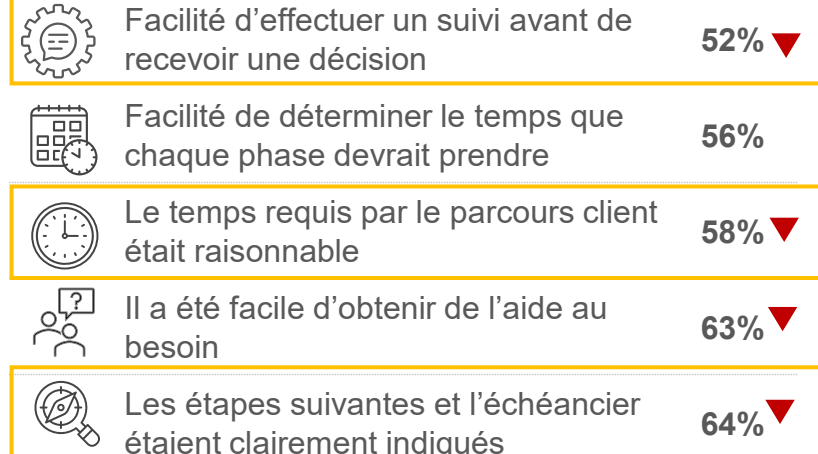 Facilité d’effectuer un suivi avant de
recevoir une décision
52%
Facilité de déterminer le temps que
chaque phase devrait prendre
56%
Le temps requis par le parcours client
était raisonnable
58%
Il a été facile d’obtenir de l’aide au
besoin
63%
?
Les étapes suivantes et l’échéancier
étaient clairement indiqués
64%